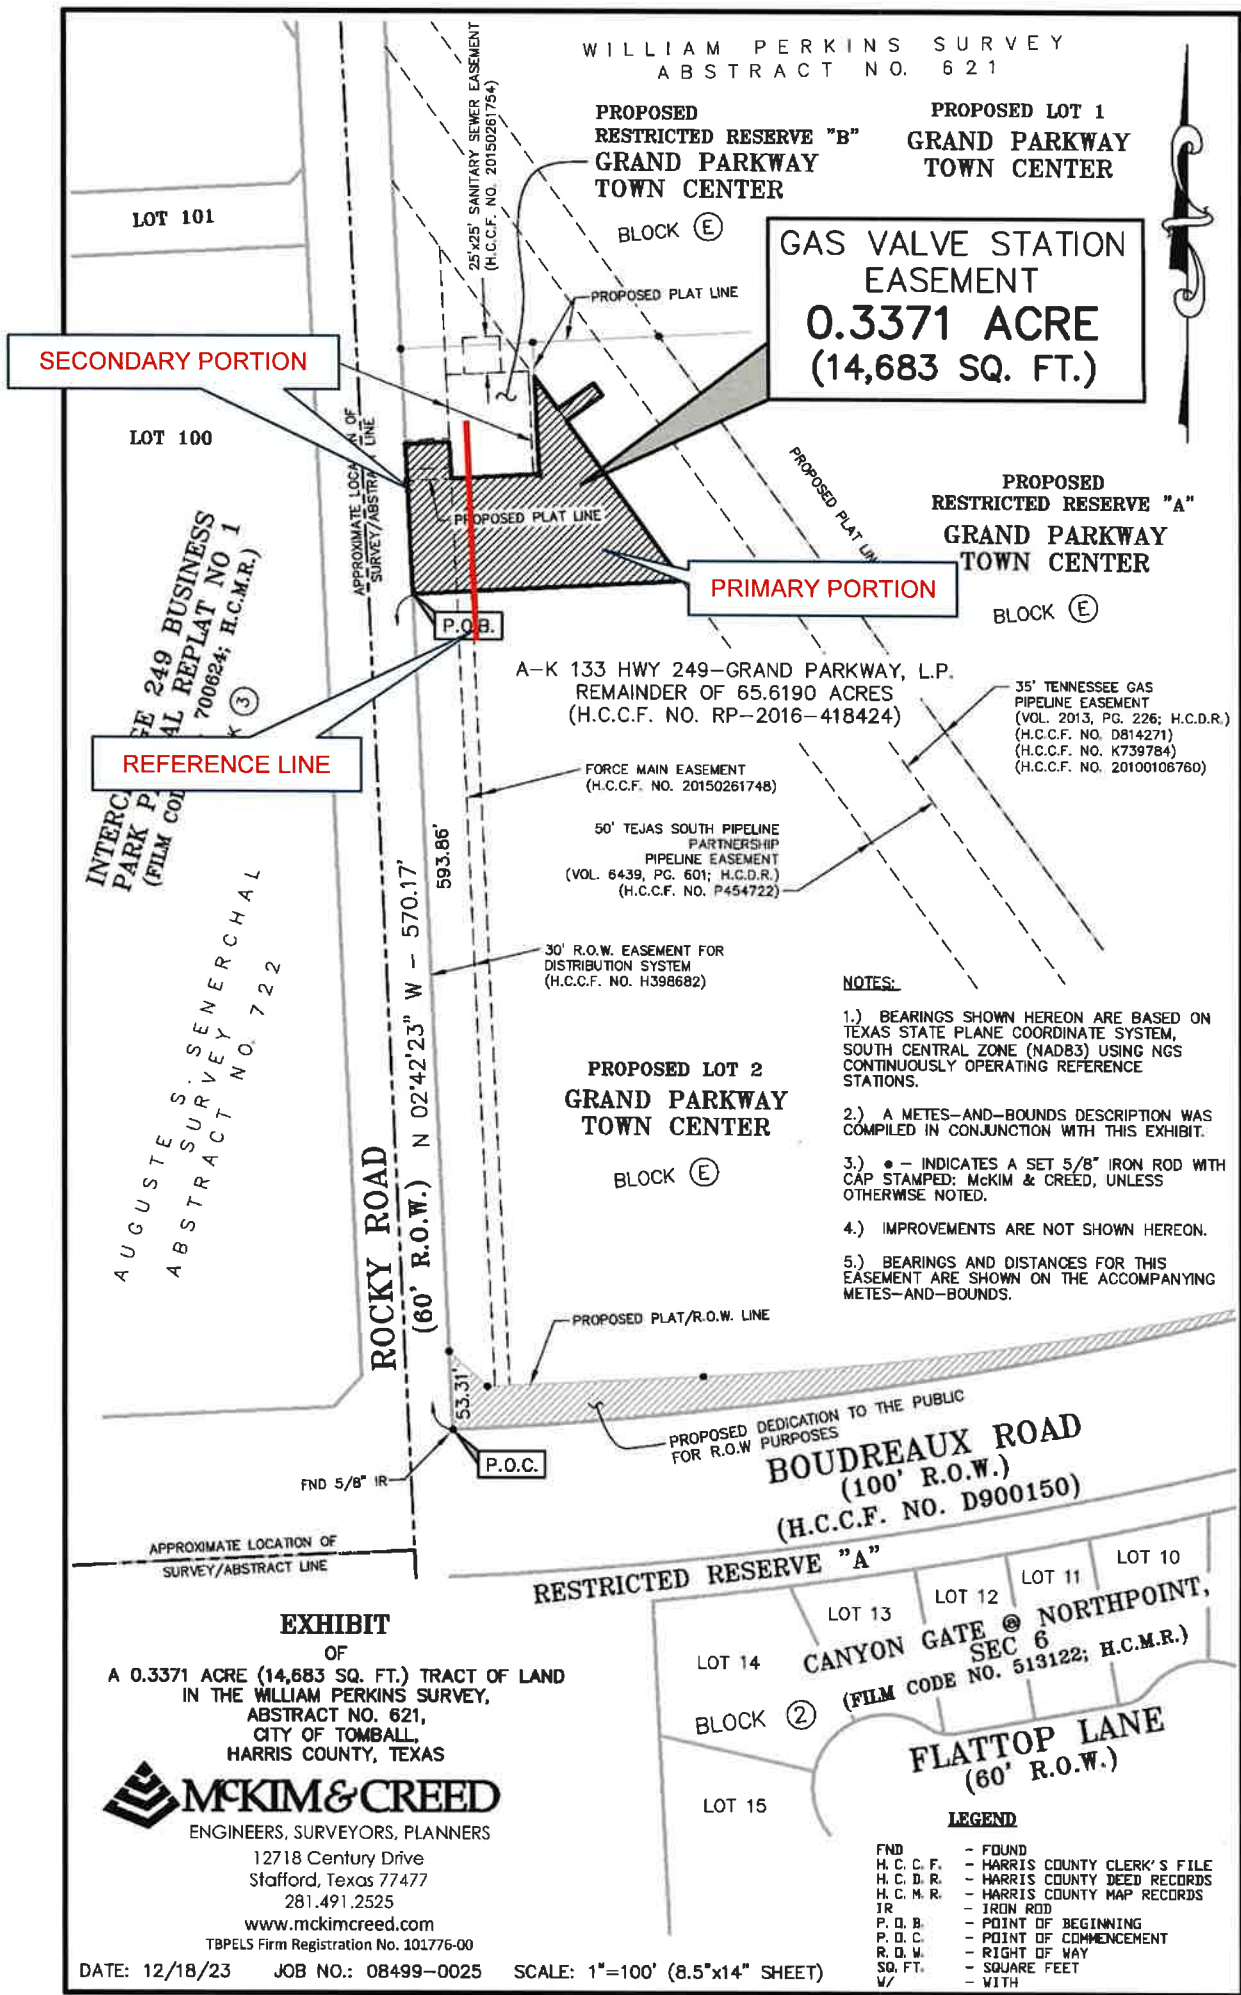 WILLIAM PERKINS SURVEY
ABSTRACT NO. 621
25'x25' SANITARY SEWER EASEMENT
(H.C.C.F. NO. 20150261754)
PROPOSED
RESTRICTED RESERVE "B"
GRAND PARKWAY
TOWN CENTER
BLOCK E
PROPOSED LOT 1
GRAND PARKWAY
TOWN CENTER
LOT 101
GAS VALVE STATION
EASEMENT
0.3371 ACRE
(14,683 SQ. FT.)
PROPOSED PLAT LINE
SECONDARY PORTION
LOT 100
APPROXIMATE LOCATION OF
SURVEY/ABSTRACT LINE
PROPOSED PLAT LINE
PROPOSED PLAT LINE
PROPOSED
RESTRICTED RESERVE "A"
GRAND PARKWAY
TOWN CENTER
BLOCK E
PRIMARY PORTION
P.O.B.
A-K 133 HWY 249-GRAND PARKWAY, L.P.
REMAINDER OF 65.6190 ACRES
(H.C.C.F. NO. RP-2016-418424)
249 BUSINESS
REPLAT NO 1
700624; H.C.M.R.)
3
PARK
(FILM
REFERENCE LINE
35' TENNESSEE GAS
PIPELINE EASEMENT
(VOL. 2013, PG. 226; H.C.D.R.)
(H.C.C.F. NO. D814271)
(H.C.C.F. NO. K739784)
(H.C.C.F. NO. 20100106760)
FORCE MAIN EASEMENT
(H.C.C.F. NO. 20150261748)
50' TEJAS SOUTH PIPELINE
PARTNERSHIP
PIPELINE EASEMENT
(VOL. 6439, PG. 601; H.C.D.R.)
(H.C.C.F. NO. P454722)
593.86'
N 02°42'23" W - 570.17'
30' R.O.W. EASEMENT FOR
DISTRIBUTION SYSTEM
(H.C.C.F. NO. H398682)
AUGUSTE S. SENERCHAL
SURVEY
ABSTRACT NO. 722
ROCKY ROAD
(60' R.O.W.)
PROPOSED LOT 2
GRAND PARKWAY
TOWN CENTER
BLOCK E
NOTES:
1.) BEARINGS SHOWN HEREON ARE BASED ON
TEXAS STATE PLANE COORDINATE SYSTEM,
SOUTH CENTRAL ZONE (NAD83) USING NGS
CONTINUOUSLY OPERATING REFERENCE
STATIONS.
2.) A METES-AND-BOUNDS DESCRIPTION WAS
COMPILED IN CONJUNCTION WITH THIS EXHIBIT.
3.) ● - INDICATES A SET 5/8" IRON ROD WITH
CAP STAMPED: McKIM & CREED, UNLESS
OTHERWISE NOTED.
4.) IMPROVEMENTS ARE NOT SHOWN HEREON.
5.) BEARINGS AND DISTANCES FOR THIS
EASEMENT ARE SHOWN ON THE ACCOMPANYING
METES-AND-BOUNDS.
PROPOSED PLAT/R.O.W. LINE
53.31'
PROPOSED DEDICATION TO THE PUBLIC
FOR R.O.W PURPOSES
P.O.C.
FND 5/8" IR
BOUDREAUX ROAD
(100' R.O.W.)
(H.C.C.F. NO. D900150)
APPROXIMATE LOCATION OF
SURVEY/ABSTRACT LINE
RESTRICTED RESERVE "A"
LOT 10
LOT 11
LOT 12
LOT 13
LOT 14
CANYON GATE @ NORTHPOINT,
SEC 6
(FILM CODE NO. 513122; H.C.M.R.)
BLOCK 2
FLATTOP LANE
(60' R.O.W.)
LOT 15
EXHIBIT
OF
A 0.3371 ACRE (14,683 SQ. FT.) TRACT OF LAND
IN THE WILLIAM PERKINS SURVEY,
ABSTRACT NO. 621,
CITY OF TOMBALL,
HARRIS COUNTY, TEXAS
McKIM&CREED
ENGINEERS, SURVEYORS, PLANNERS
12718 Century Drive
Stafford, Texas 77477
281.491.2525
www.mckimcreed.com
TBPELS Firm Registration No. 101776-00
DATE: 12/18/23 JOB NO.: 08499-0025 SCALE: 1"=100' (8.5"x14" SHEET)
LEGEND
FND - FOUND
H. C. C. F. - HARRIS COUNTY CLERK'S FILE
H. C. D. R. - HARRIS COUNTY DEED RECORDS
H. C. M. R. - HARRIS COUNTY MAP RECORDS
IR - IRON ROD
P. O. B. - POINT OF BEGINNING
P. O. C. - POINT OF COMMENCEMENT
R. O. W. - RIGHT OF WAY
SQ. FT. - SQUARE FEET
W/ - WITH